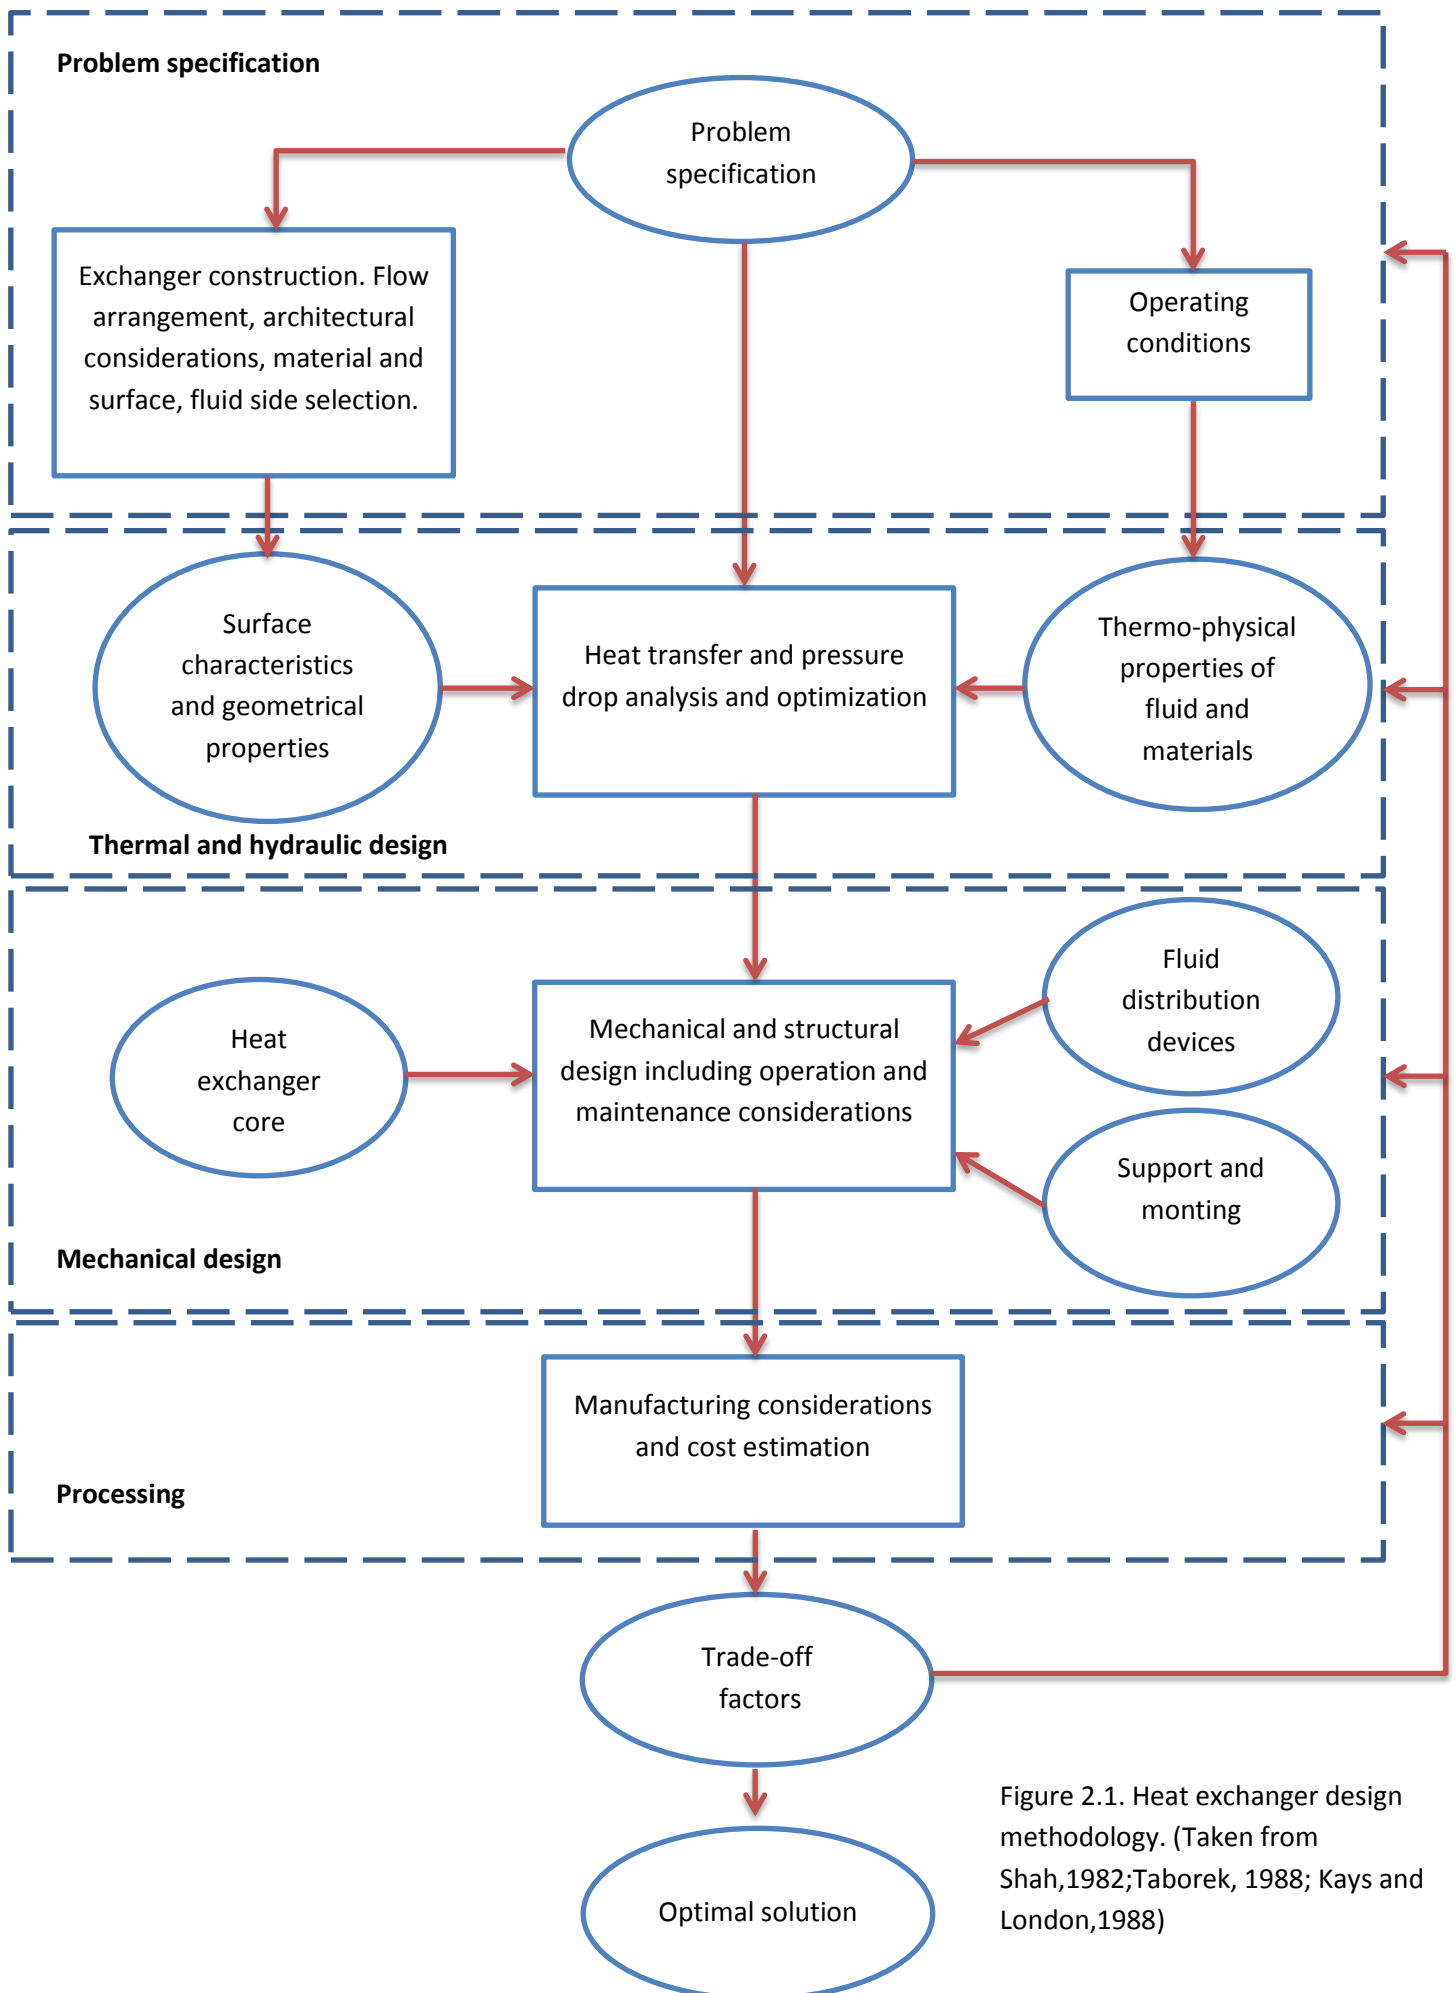 Problem specification
Problem
specification
Exchanger construction. Flow
arrangement, architectural
considerations, material and
surface, fluid side selection.
Operating
conditions
Surface
characteristics
and geometrical
properties
Heat transfer and pressure
drop analysis and optimization
Thermo-physical
properties of
fluid and
materials
Thermal and hydraulic design
Heat
exchanger
core
Mechanical and structural
design including operation and
maintenance considerations
Fluid
distribution
devices
Support and
monting
Mechanical design
Manufacturing considerations
and cost estimation
Processing
Trade-off
factors
Optimal solution
Figure 2.1. Heat exchanger design
methodology. (Taken from
Shah,1982;Taborek, 1988; Kays and
London,1988)